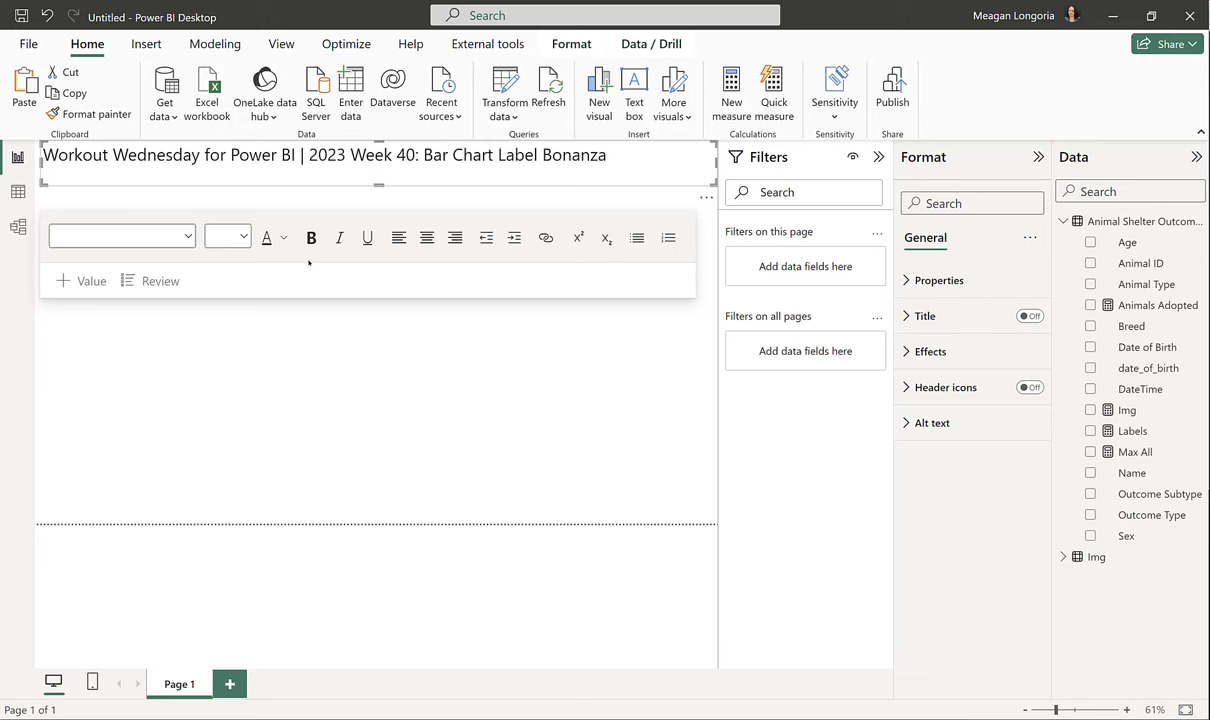 Untitled - Power BI Desktop
Search
Meagan Longoria
File Home Insert Modeling View Optimize Help External tools Format Data / Drill
Share
Paste
Cut
Copy
Format painter
Get data
Excel workbook
OneLake data hub
SQL Server
Enter data
Dataverse
Recent sources
Transform data
Refresh
New visual
Text box
More visuals
New measure
Quick measure
Sensitivity
Publish
Clipboard
Data
Queries
Insert
Calculations
Sensitivity
Share
Workout Wednesday for Power BI | 2023 Week 40: Bar Chart Label Bonanza
Value
Review
Filters
Search
Filters on this page
Add data fields here
Filters on all pages
Add data fields here
Format
Search
General
Properties
Title Off
Effects
Header icons Off
Alt text
Data
Search
Animal Shelter Outcom...
Age
Animal ID
Animal Type
Animals Adopted
Breed
Date of Birth
date_of_birth
DateTime
Img
Labels
Max All
Name
Outcome Subtype
Outcome Type
Sex
Img
Page 1
Page 1 of 1
- + 61%